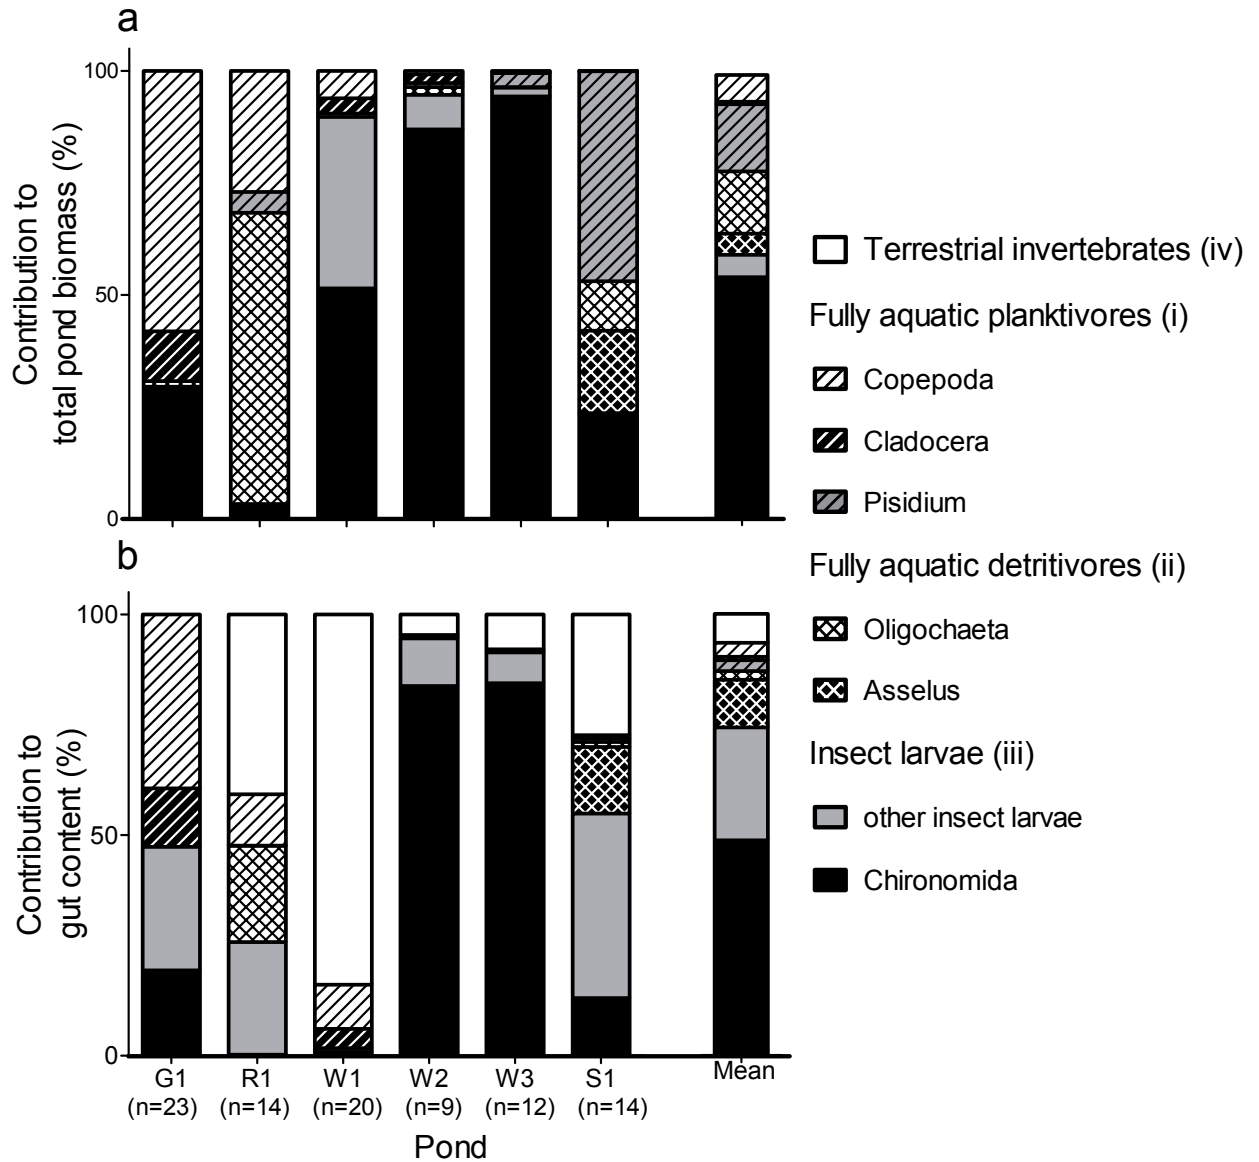 a
100
50
0
Contribution to
total pond biomass (%)
b
100
50
0
Contribution to
gut content (%)
G1 R1 W1 W2 W3 S1 Mean
(n=23) (n=14) (n=20) (n=9) (n=12) (n=14)
Pond
Terrestrial invertebrates (iv)
Fully aquatic planktivores (i)
Copepoda
Cladocera
Pisidium
Fully aquatic detritivores (ii)
Oligochaeta
Asselus
Insect larvae (iii)
other insect larvae
Chironomida